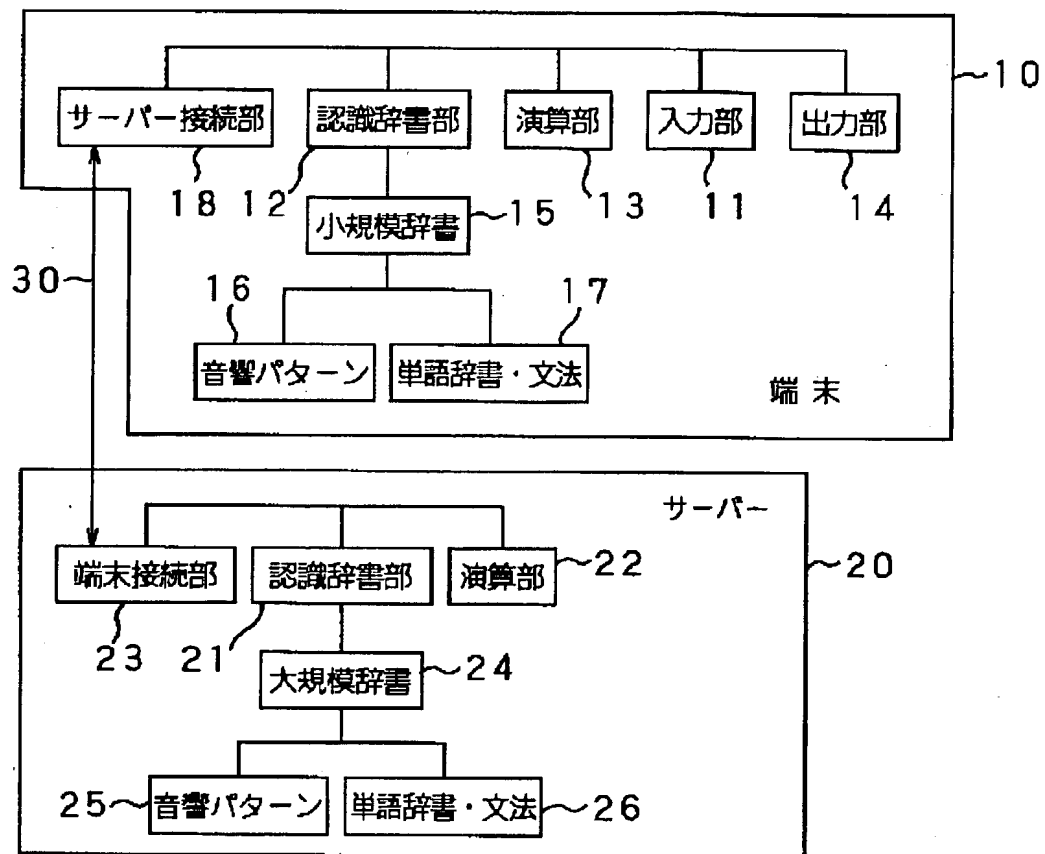 10
サーバー接続部 認識辞書部 演算部 入力部 出力部
18 12 13 11 14
小規模辞書 15
30
16 17
音響パターン 単語辞書・文法
端末
サーバー
端末接続部 認識辞書部 演算部 22 20
23 21
大規模辞書 24
25 音響パターン 単語辞書・文法 26